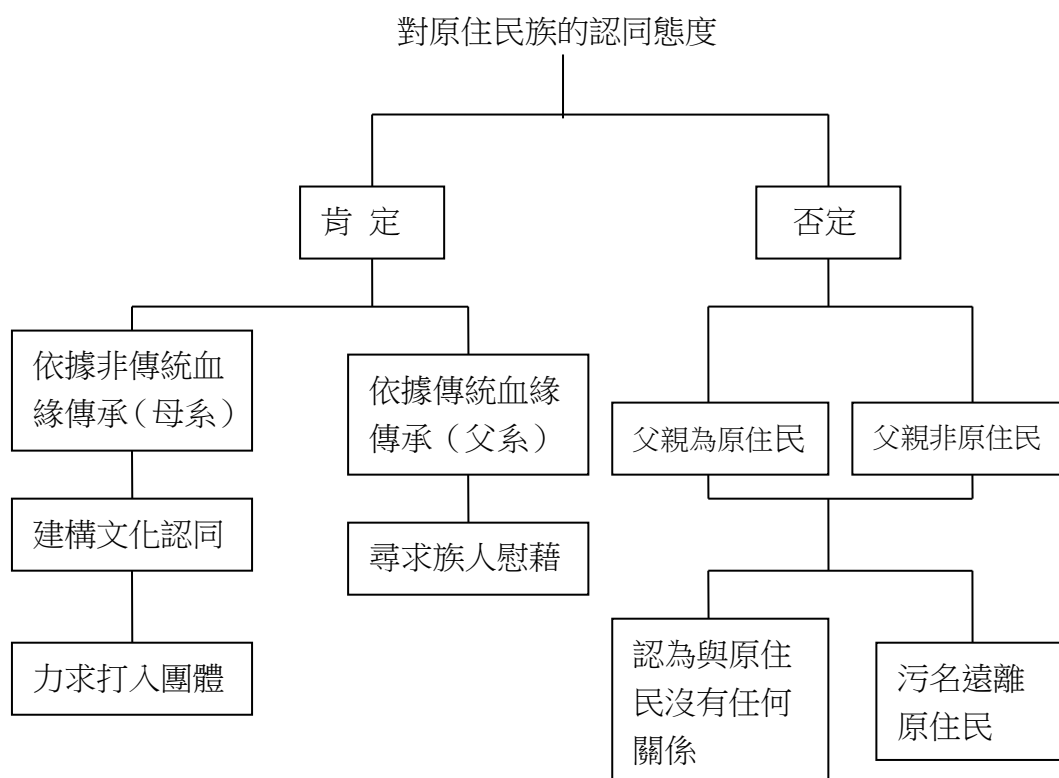 對原住民族的認同態度
肯 定
否定
依據非傳統血
緣傳承（母系）
依據傳統血緣
傳承（父系）
父親為原住民
父親非原住民
建構文化認同
尋求族人慰藉
力求打入團體
認為與原住
民沒有任何
關係
污名遠離
原住民